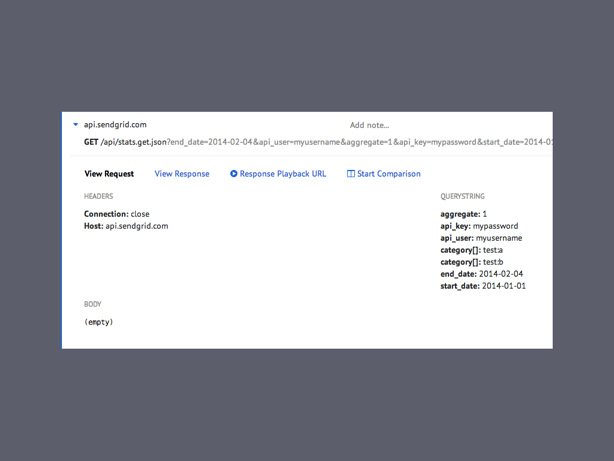 api.sendgrid.com Add note...
GET /api/stats.get.json?end_date=2014-02-04&api_user=myusername&aggregate=1&api_key=mypassword&start_date=2014-01
View Request View Response Response Playback URL Start Comparison
HEADERS QUERYSTRING
Connection: close aggregate: 1
Host: api.sendgrid.com api_key: mypassword
api_user: myusername
category[]: test:a
category[]: test:b
end_date: 2014-02-04
start_date: 2014-01-01
BODY
(empty)